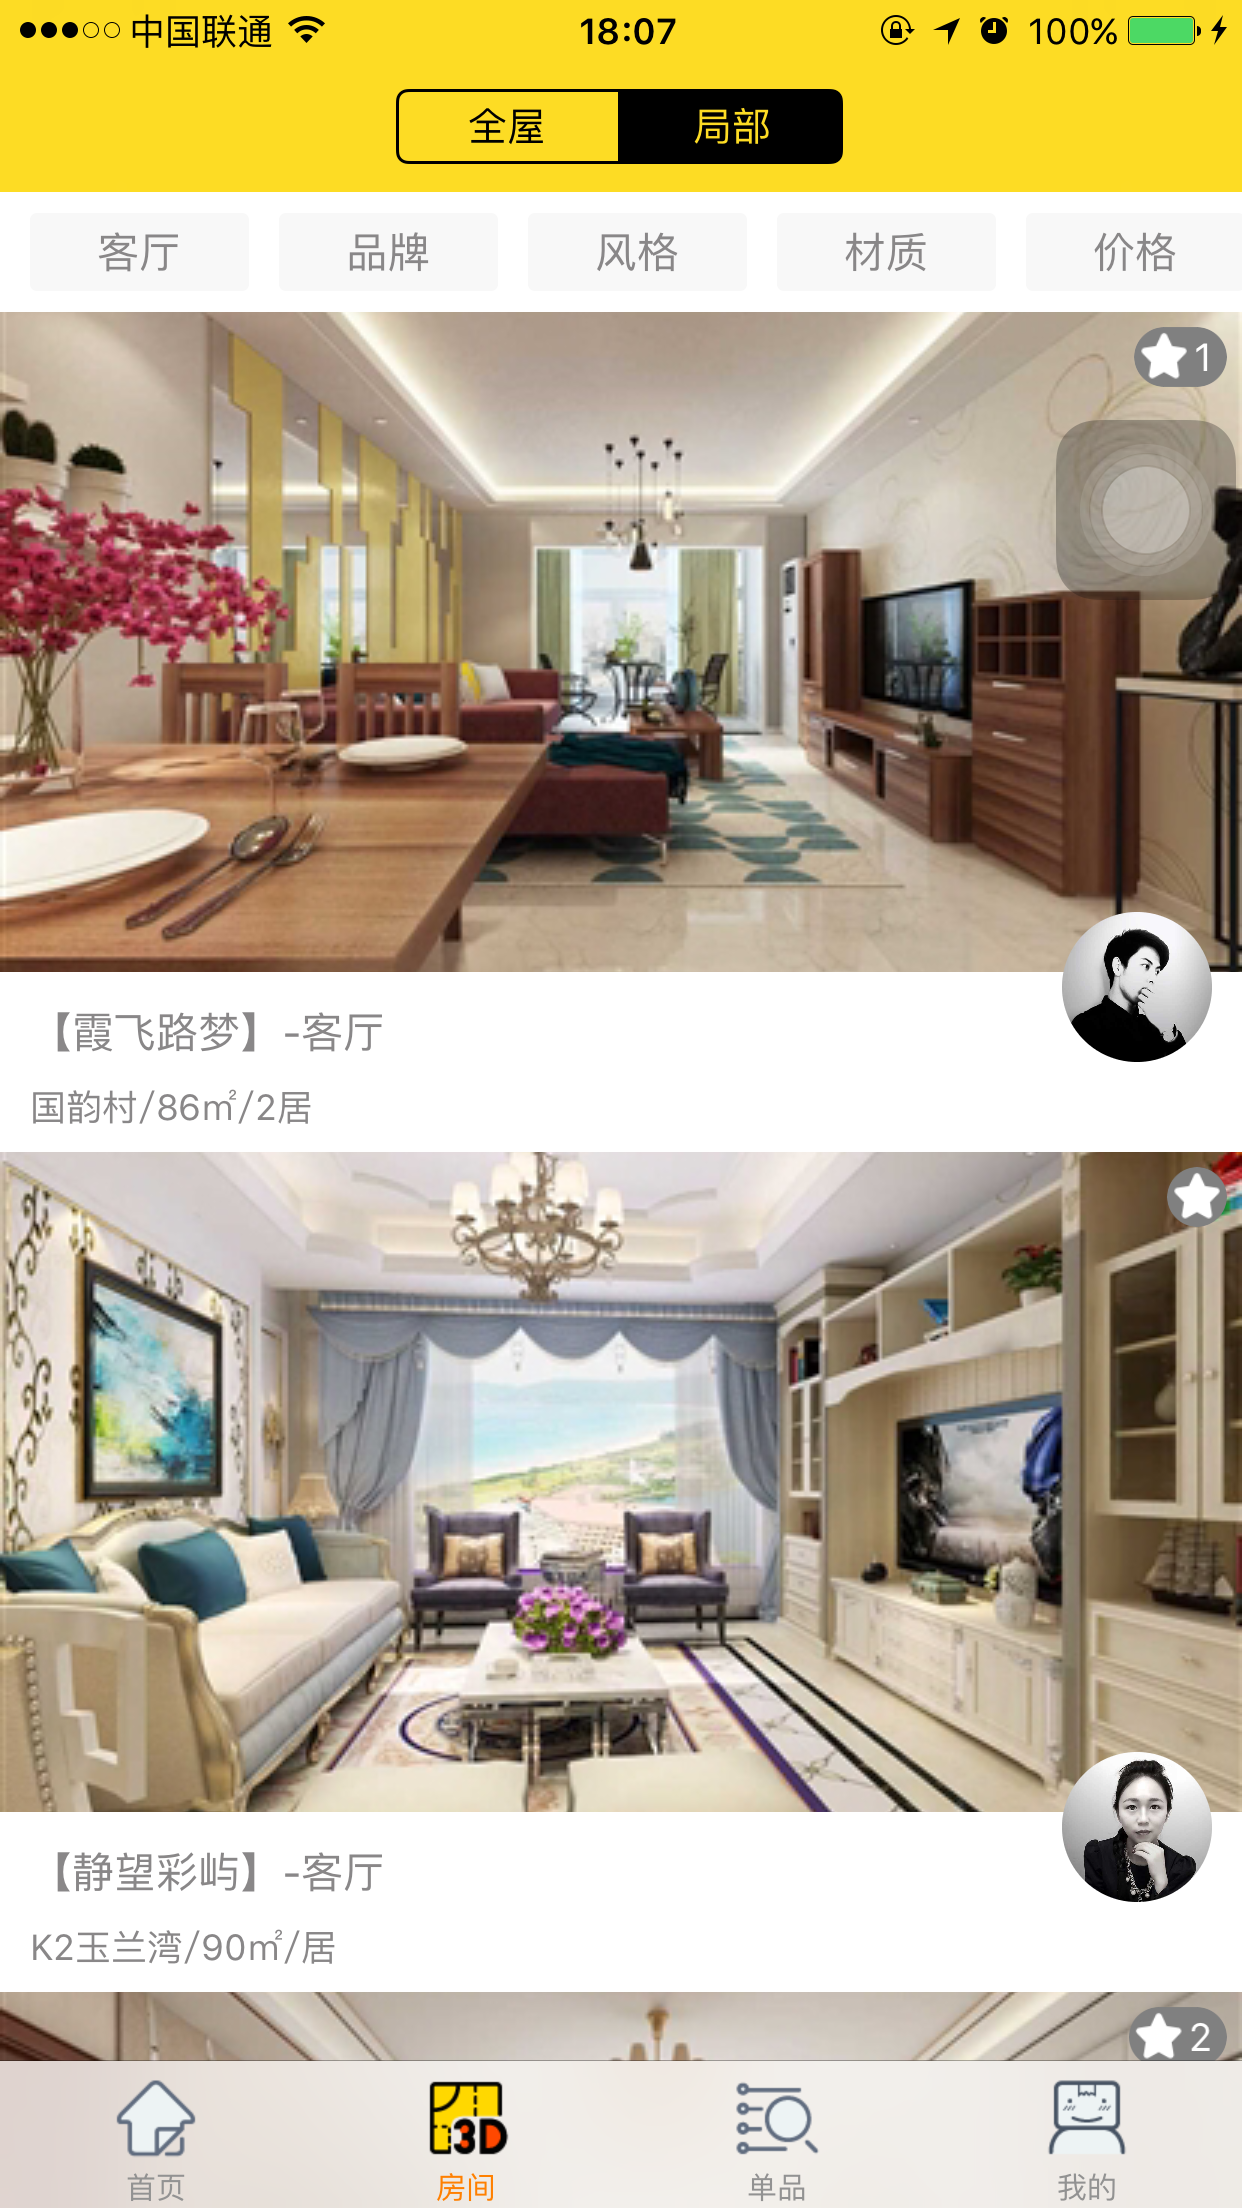 中国联通 18:07 100%
全屋 局部
客厅 品牌 风格 材质 价格
1
【霞飞路梦】-客厅
国韵村/86㎡/2居
【静望彩屿】-客厅
K2玉兰湾/90㎡/居
2
3D
首页 房间 单品 我的